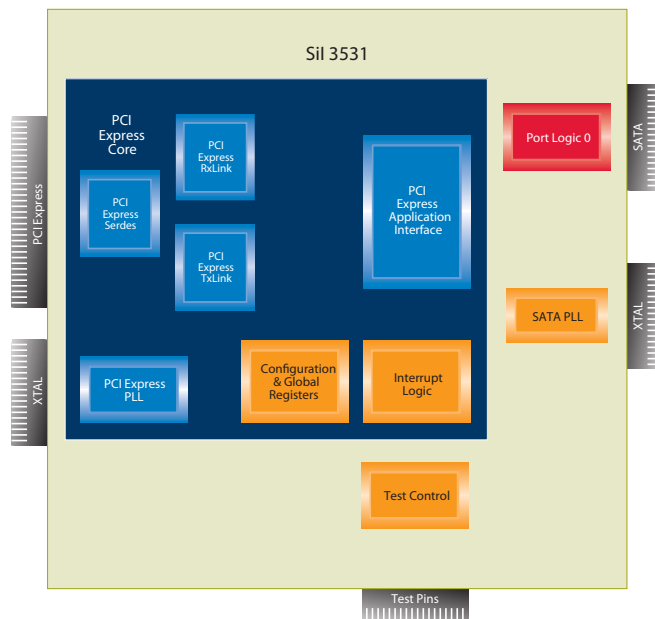 SiI 3531
PCI
Express
Core
PCI
Express
RxLink
PCI
Express
Serdes
PCI
Express
TxLink
PCI
Express
Application
Interface
Port Logic 0
SATA
PCI Express
SATA PLL
XTAL
XTAL
PCI Express
PLL
Configuration
& Global
Registers
Interrupt
Logic
Test Control
Test Pins